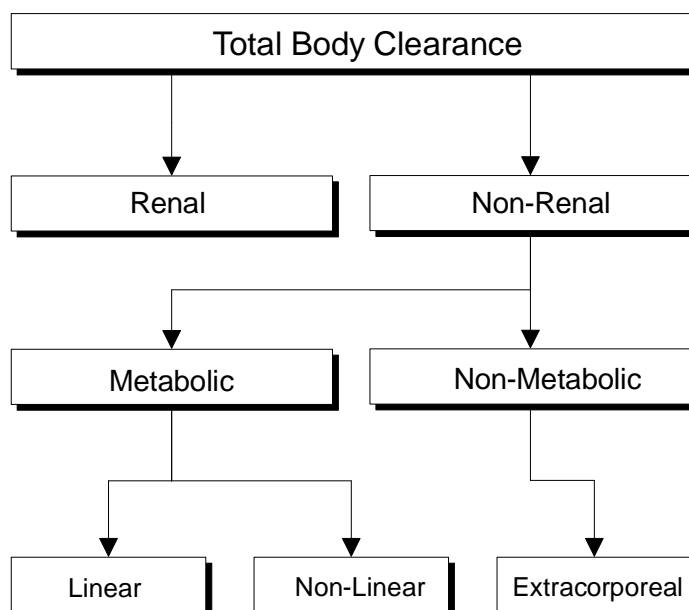 Total Body Clearance
Renal
Non-Renal
Metabolic
Non-Metabolic
Linear
Non-Linear
Extracorporeal